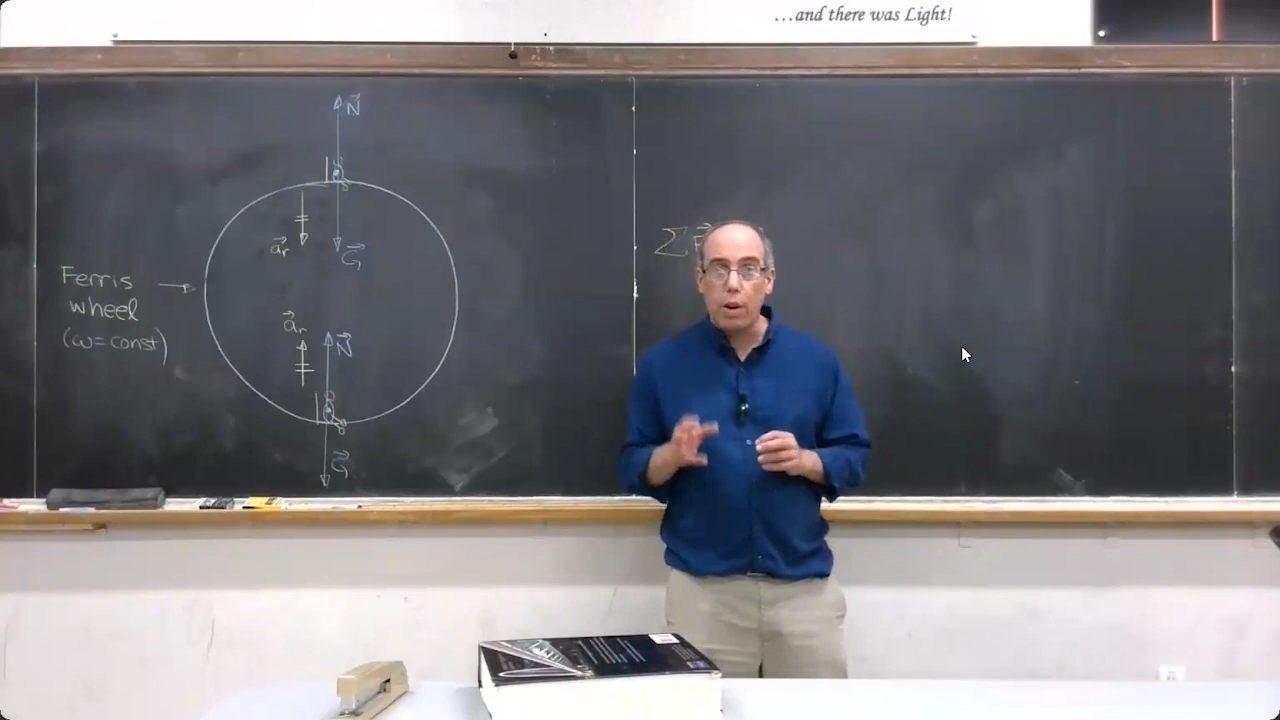 ...and there was Light!
N
a_r
G
Ferris
wheel
(ω = const)
a_r
N
G
Σ F